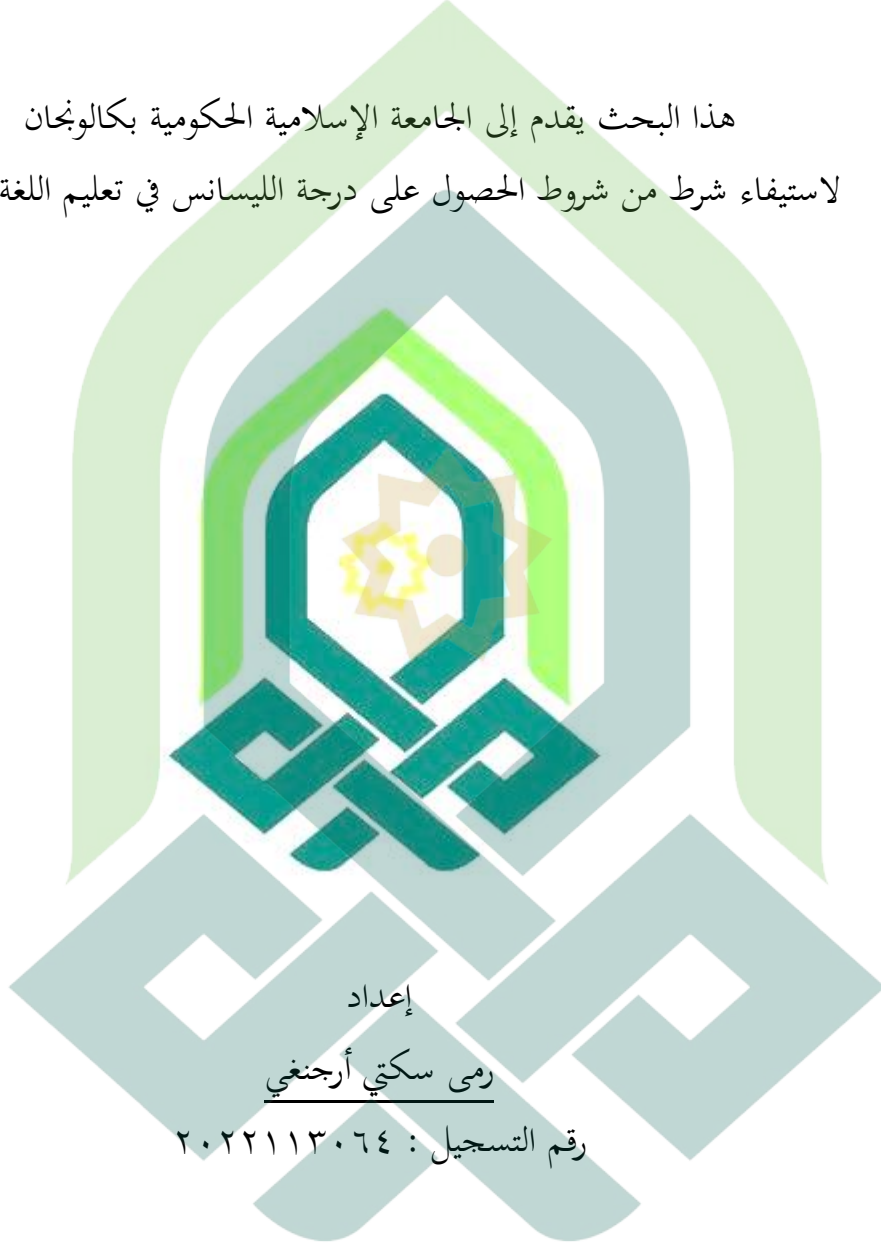 هذا البحث يقدم إلى الجامعة الإسلامية الحكومية بكالونجان
لاستيفاء شرط من شروط الحصول على درجة الليسانس في تعليم اللغة
إعداد
رمى سكتي أرجنغي
رقم التسجيل : ٢٠٢٢١١٣٠٦٤